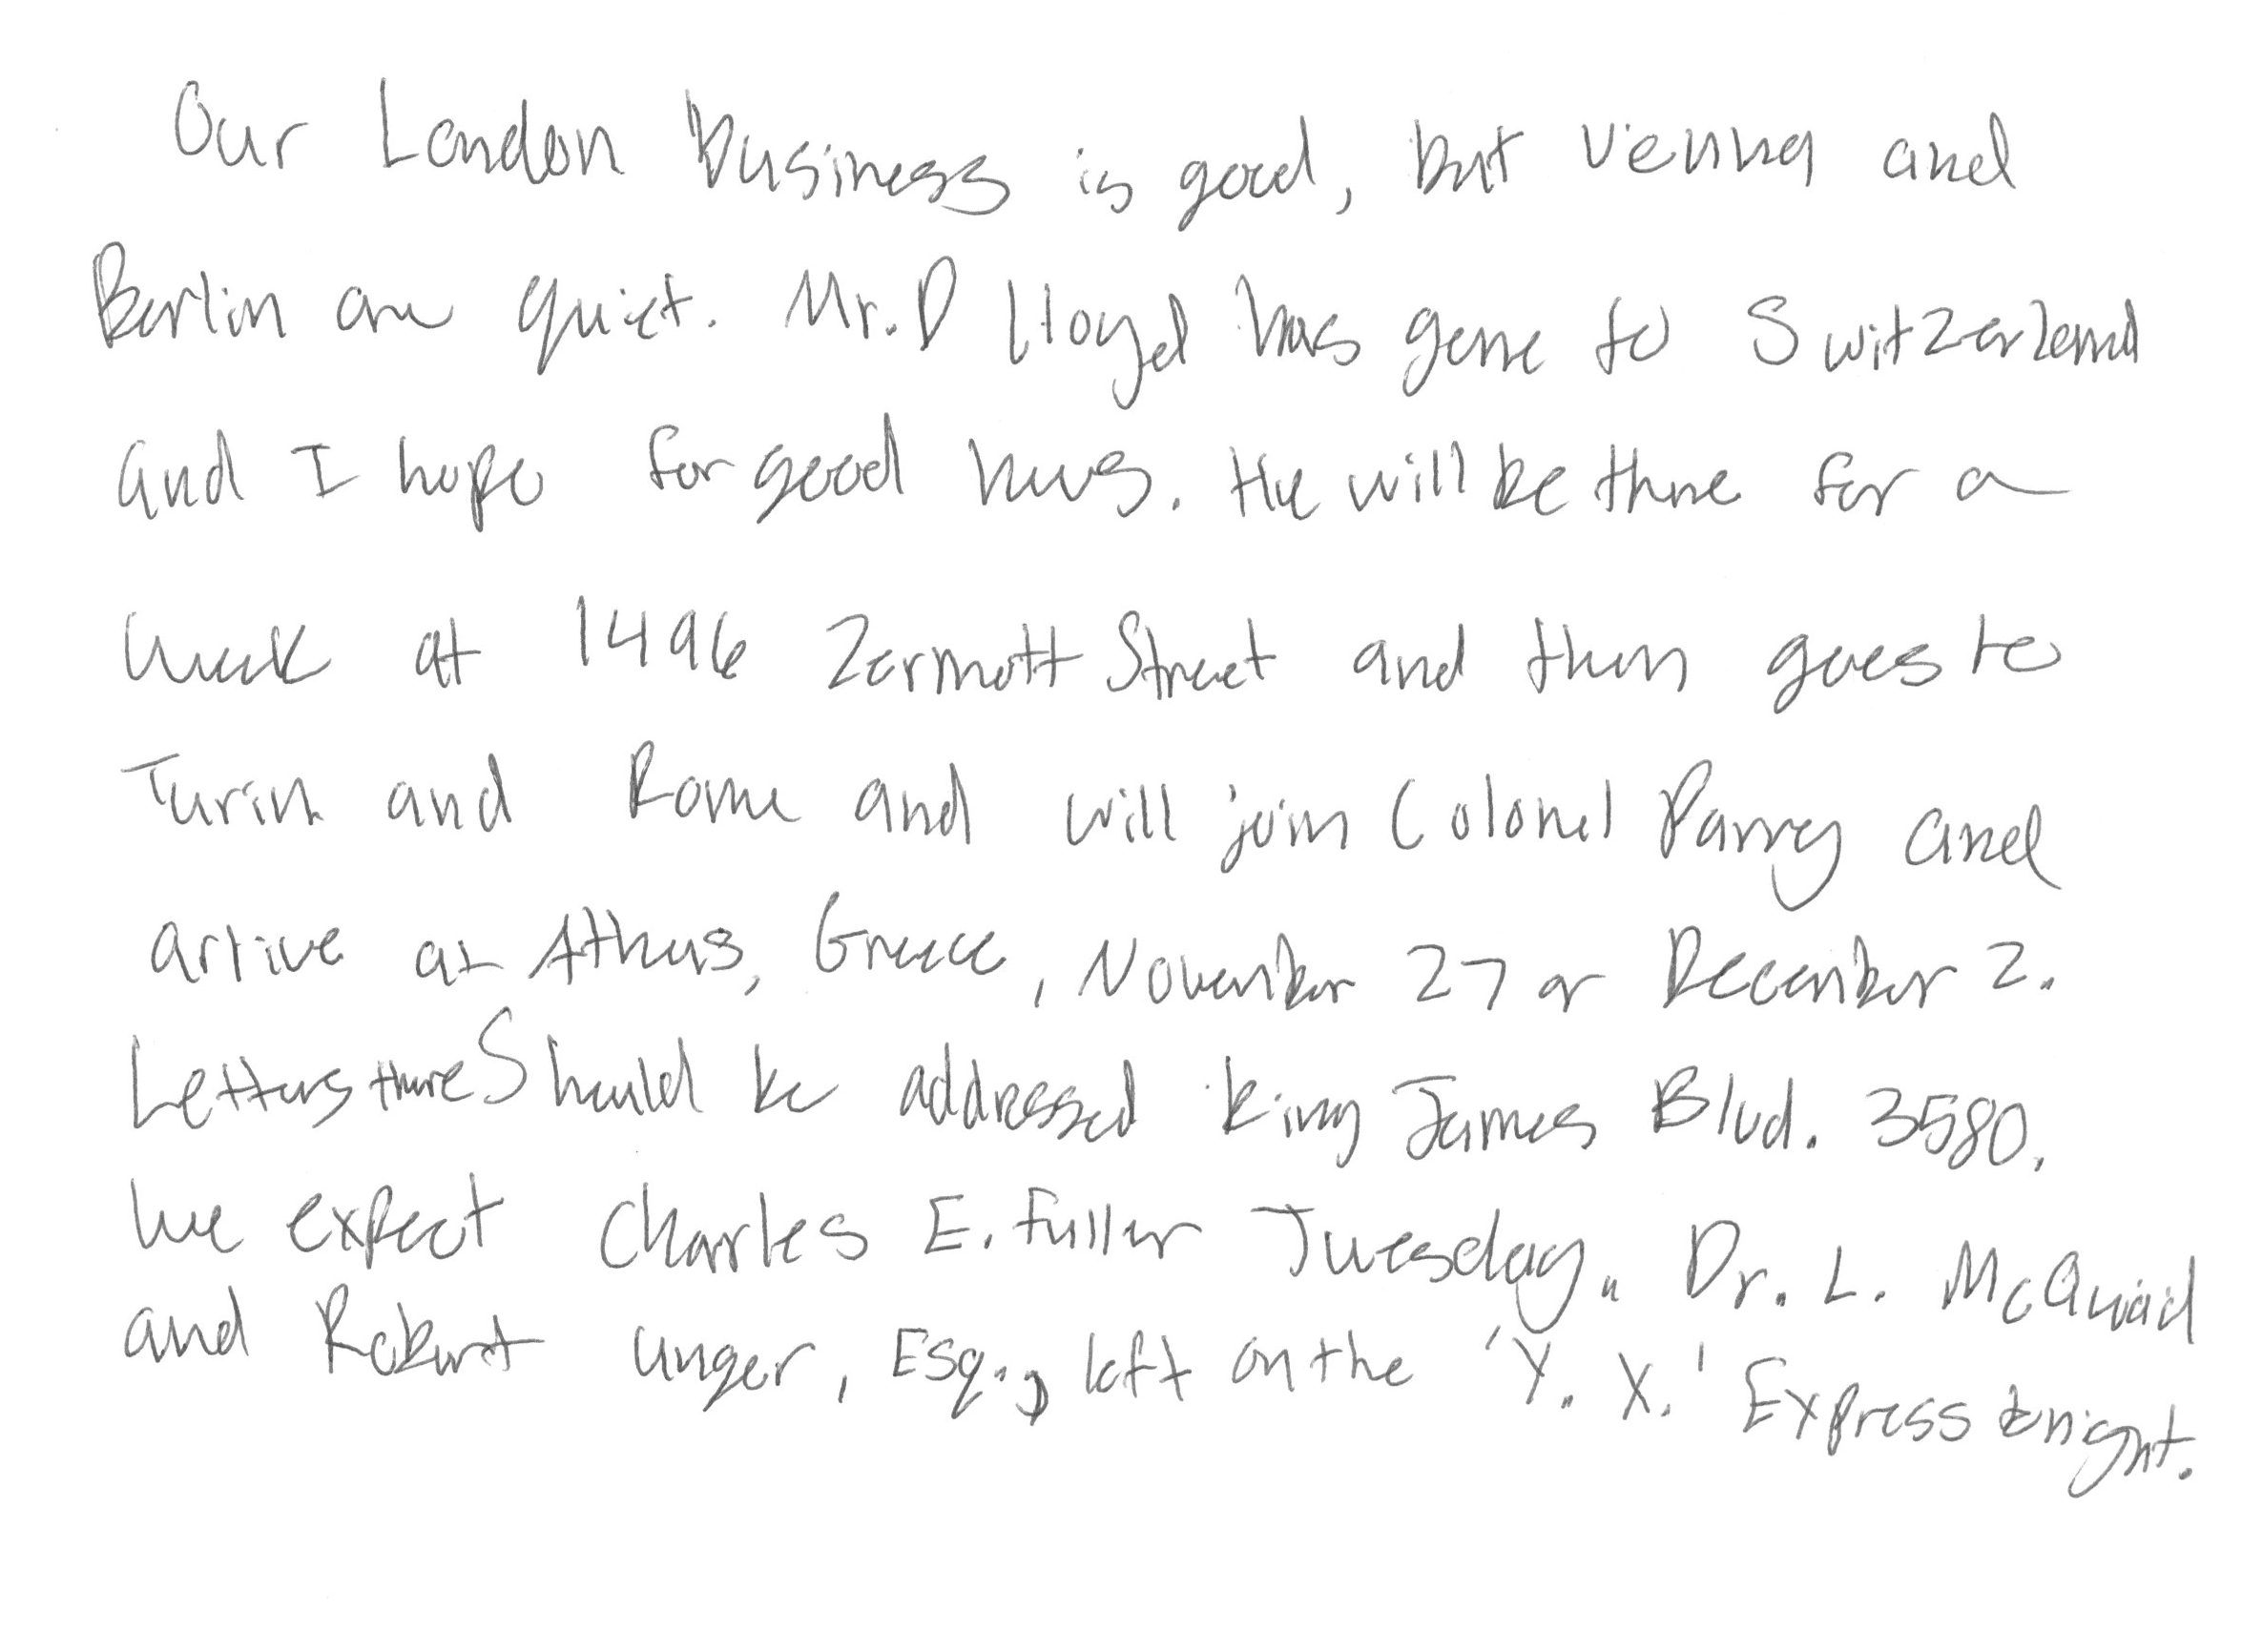 Our London business is good, but Vienna and
Berlin are quiet. Mr. D Lloyd has gone to Switzerland
and I hope for good news. He will be there for a
week at 1496 Zermott Street and then goes to
Turin and Rome and will join Colonel Parry and
arrive at Athens, Greece, November 27 or December 2.
Letters there Should be addressed King James Blvd. 3580.
We expect Charles E. Fuller Tuesday. Dr. L. McQuaid
and Robert Unger, Esq., left on the 'Y. X.' Express tonight.